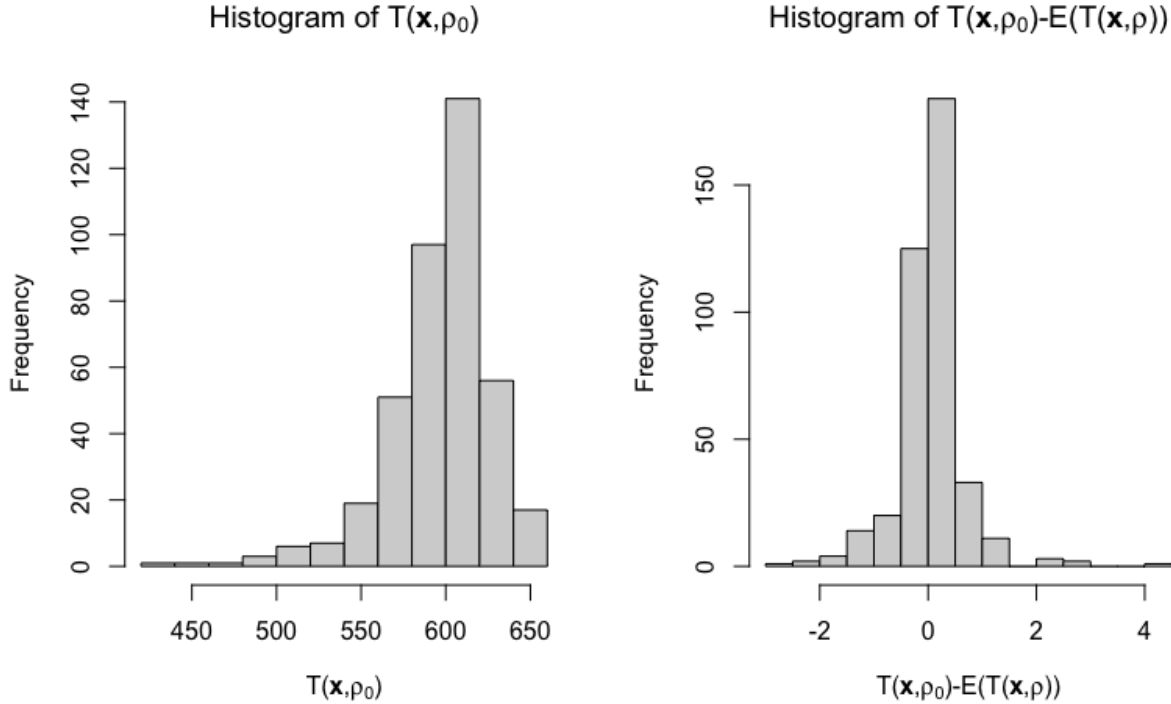 Histogram of T(x,ρ₀)
Frequency
0
20
40
60
80
100
120
140
450 500 550 600 650
T(x,ρ₀)
Histogram of T(x,ρ₀)-E(T(x,ρ))
Frequency
0
50
100
150
-2 0 2 4
T(x,ρ₀)-E(T(x,ρ))